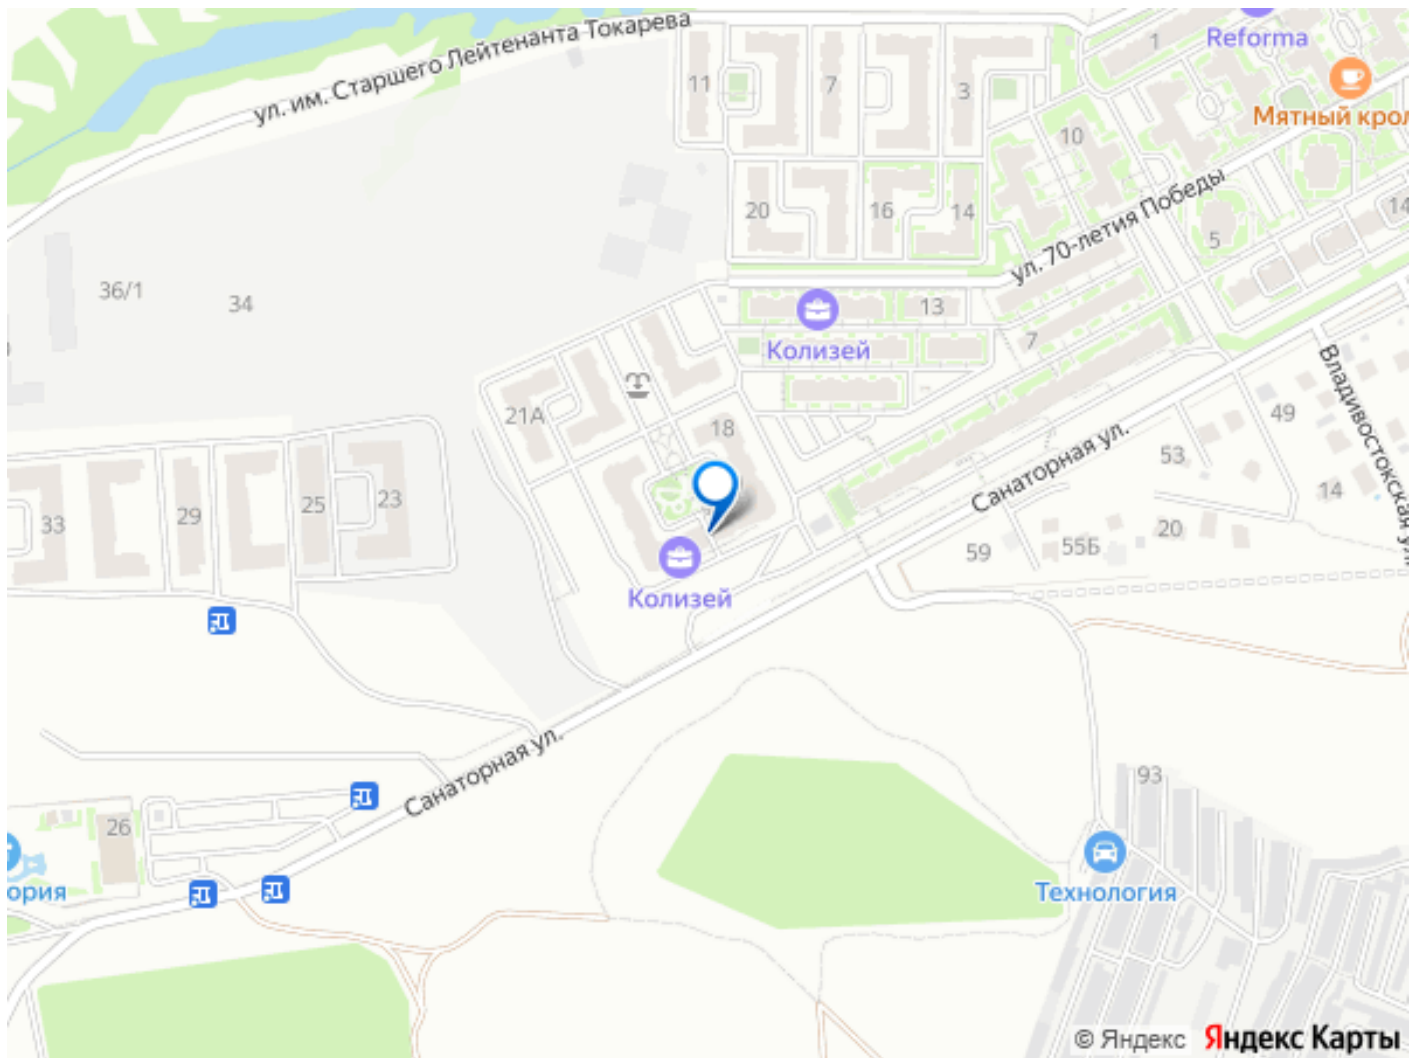 ул. им. Старшего Лейтенанта Токарева
Reforma
1
11
7
3
Мятный крол
10
20
16
14
ул. 70-летия Победы
5
14
36/1
34
13
Колизей
7
Владивостокская ул.
21А
18
49
Санаторная ул.
53
14
33
29
25
23
20
59
55Б
Колизей
Санаторная ул.
93
26
ория
Технология
© Яндекс Яндекс Карты